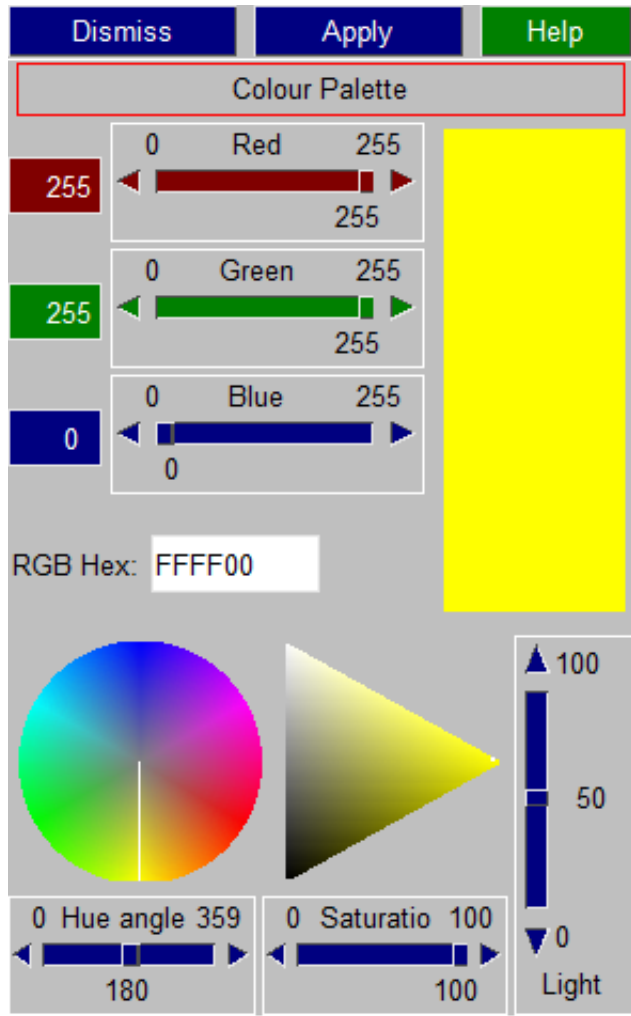 Dismiss Apply Help
Colour Palette
0 Red 255
255
255
0 Green 255
255
255
0 Blue 255
0
0
RGB Hex: FFFF00
100
50
0
Light
0 Hue angle 359
180
0 Saturatio 100
100